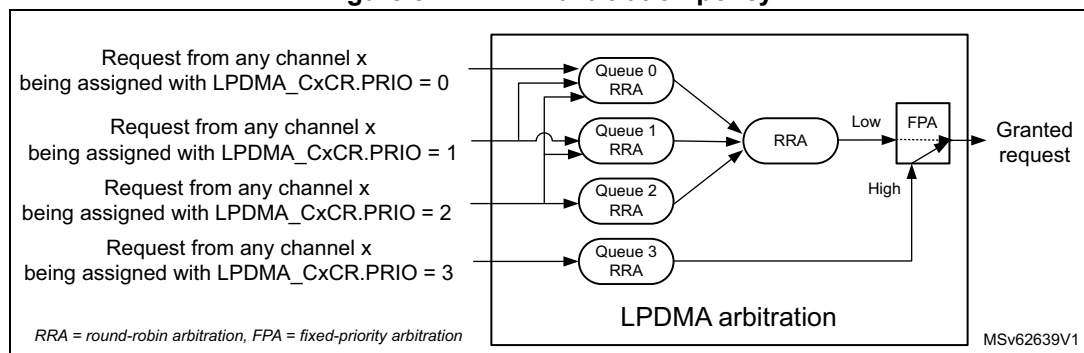 Request from any channel x
being assigned with LPDMA_CxCR.PRIO = 0
Request from any channel x
being assigned with LPDMA_CxCR.PRIO = 1
Request from any channel x
being assigned with LPDMA_CxCR.PRIO = 2
Request from any channel x
being assigned with LPDMA_CxCR.PRIO = 3
Queue 0
RRA
Queue 1
RRA
Queue 2
RRA
Queue 3
RRA
RRA
Low
High
FPA
Granted
request
LPDMA arbitration
RRA = round-robin arbitration, FPA = fixed-priority arbitration
MSv62639V1